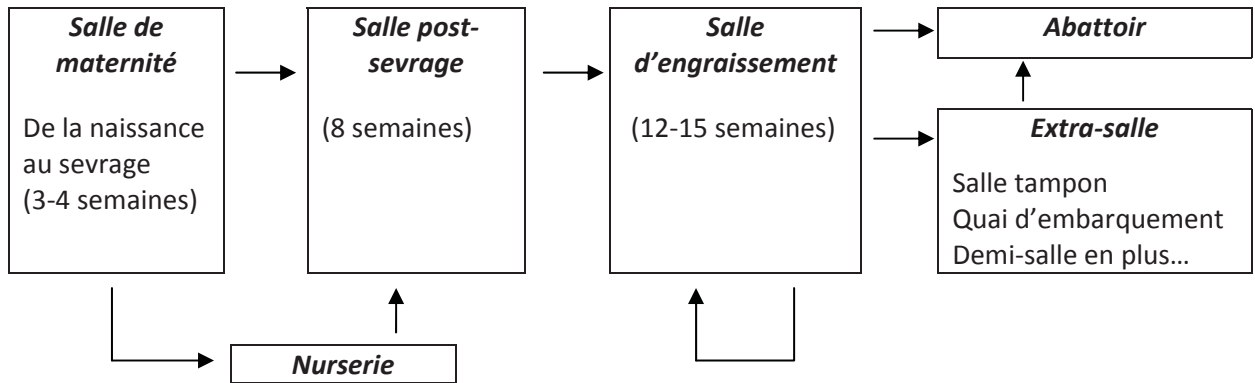 Salle de
maternité
De la naissance
au sevrage
(3-4 semaines)
Salle post-
sevrage
(8 semaines)
Salle
d’engraissement
(12-15 semaines)
Abattoir
Extra-salle
Salle tampon
Quai d’embarquement
Demi-salle en plus…
Nurserie